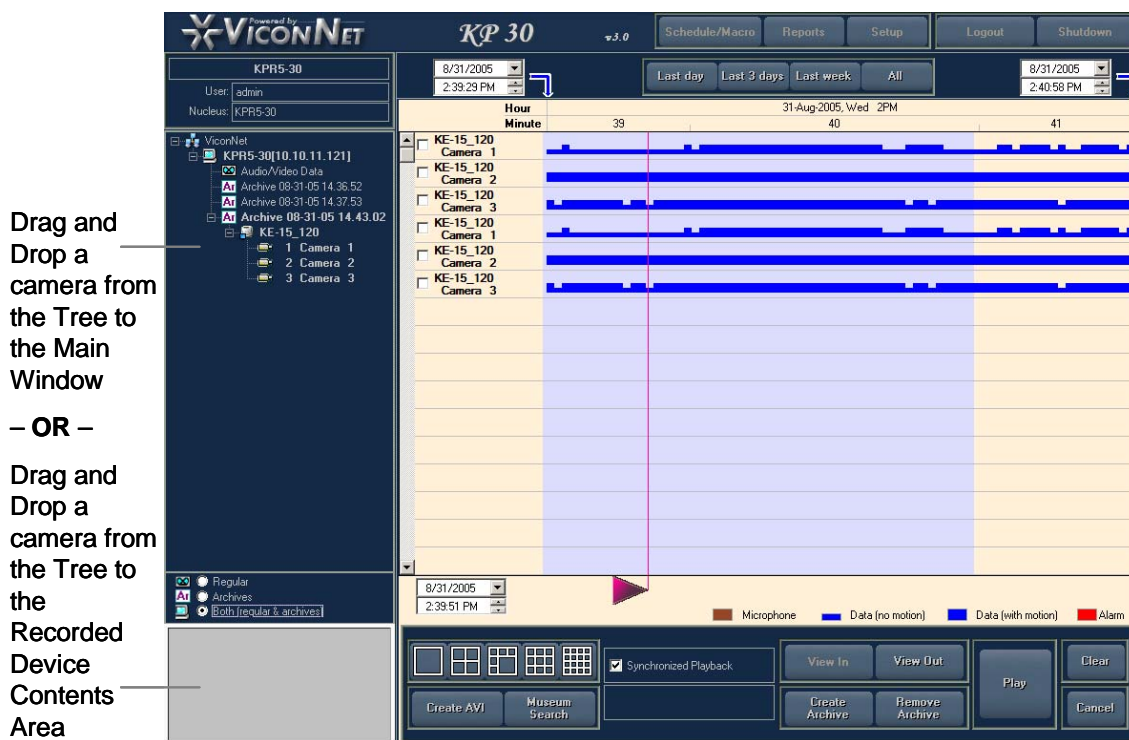 Powered by
ViconNet
KP 30
v3.0
Schedule/Macro
Reports
Setup
Logout
Shutdown
KPR5-30
User: admin
Nucleus: KPR5-30
8/31/2005
2:39:29 PM
Last day
Last 3 days
Last week
All
8/31/2005
2:40:58 PM
Hour
31-Aug-2005, Wed 2PM
Minute
39
40
41
ViconNet
KPR5-30[10.10.11.121]
Audio/Video Data
Ar Archive 08-31-05 14.36.52
Ar Archive 08-31-05 14.37.53
Ar Archive 08-31-05 14.43.02
KE-15_120
1 Camera 1
2 Camera 2
3 Camera 3
KE-15_120
Camera 1
KE-15_120
Camera 2
KE-15_120
Camera 3
KE-15_120
Camera 1
KE-15_120
Camera 2
KE-15_120
Camera 3
Drag and
Drop a
camera from
the Tree to
the Main
Window
– OR –
Drag and
Drop a
camera from
the Tree to
the
Recorded
Device
Contents
Area
Regular
Ar Archives
Both (regular & archives)
8/31/2005
2:39:51 PM
Microphone
Data (no motion)
Data (with motion)
Alarm
Synchronized Playback
View In
View Out
Play
Clear
Create AVI
Museum
Search
Create
Archive
Remove
Archive
Cancel